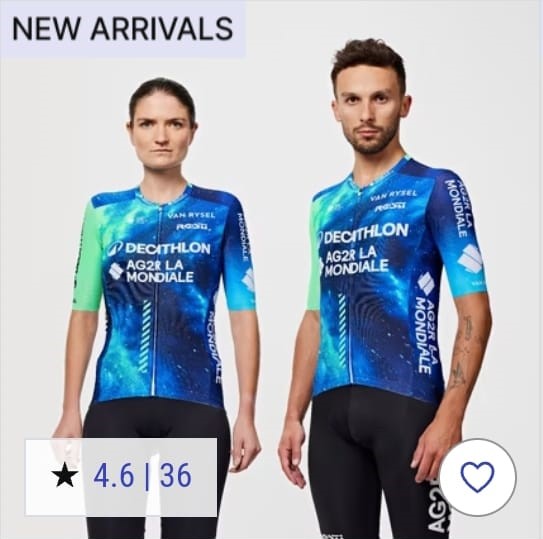 NEW ARRIVALS
VAN RYSEL
DECATHLON
AG2R LA
MONDIALE
MONDIALE
VAN RYSEL
DECATHLON
AG2R LA
MONDIALE
AG2R LA
MONDIALE
AG2R LA
MONDIALE
★ 4.6 | 36
AG2R